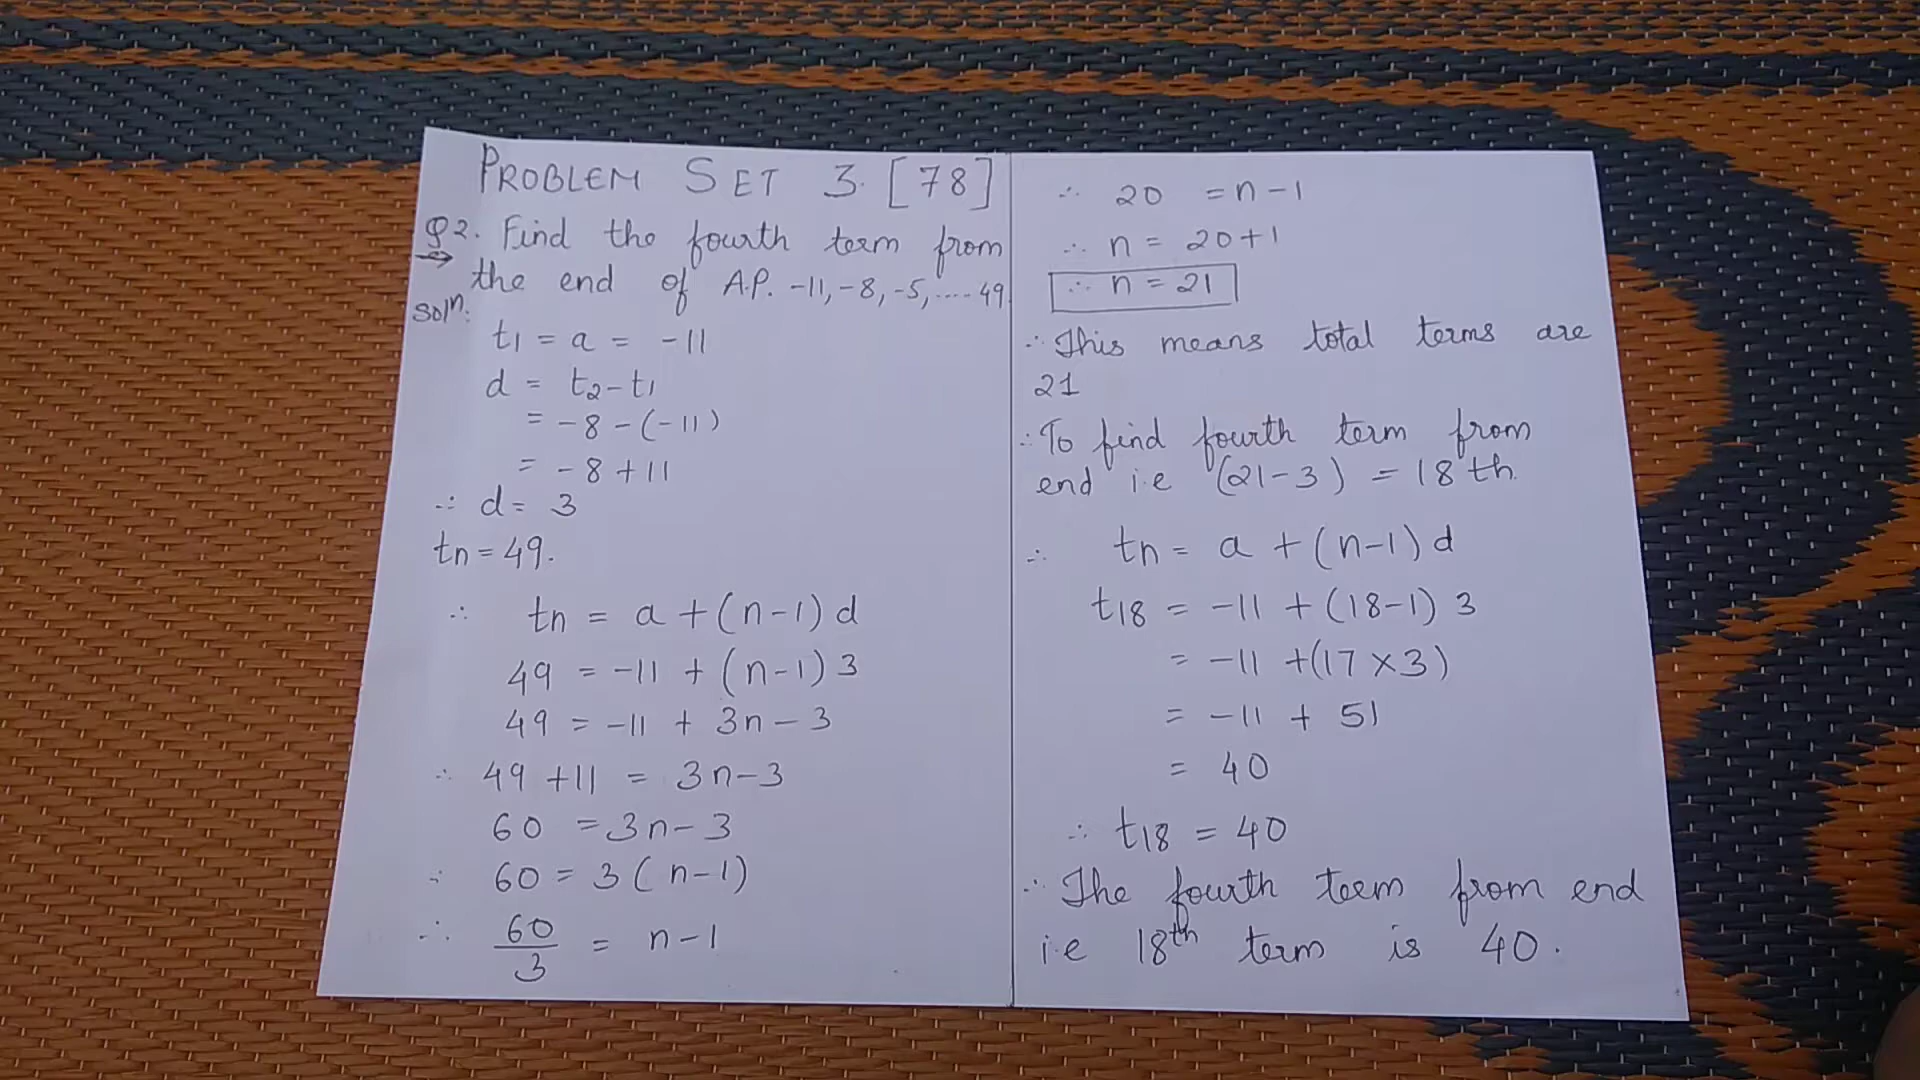 PROBLEM SET 3. [78]
Q2. Find the fourth term from
the end of A.P. -11, -8, -5, .... 49
Solⁿ:
t1 = a = -11
d = t2 - t1
= -8 - (-11)
= -8 + 11
∴ d = 3
tn = 49.
∴ tn = a + (n-1) d
49 = -11 + (n-1) 3
49 = -11 + 3n - 3
∴ 49 + 11 = 3n - 3
60 = 3n - 3
∴ 60 = 3 (n-1)
∴ 60/3 = n - 1
∴ 20 = n - 1
∴ n = 20 + 1
∴ n = 21
∴ This means total terms are
21
∴ To find fourth term from
end i.e (21-3) = 18th.
∴ tn = a + (n-1) d
t18 = -11 + (18-1) 3
= -11 + (17 × 3)
= -11 + 51
= 40
∴ t18 = 40
∴ The fourth term from end
i.e 18th term is 40.